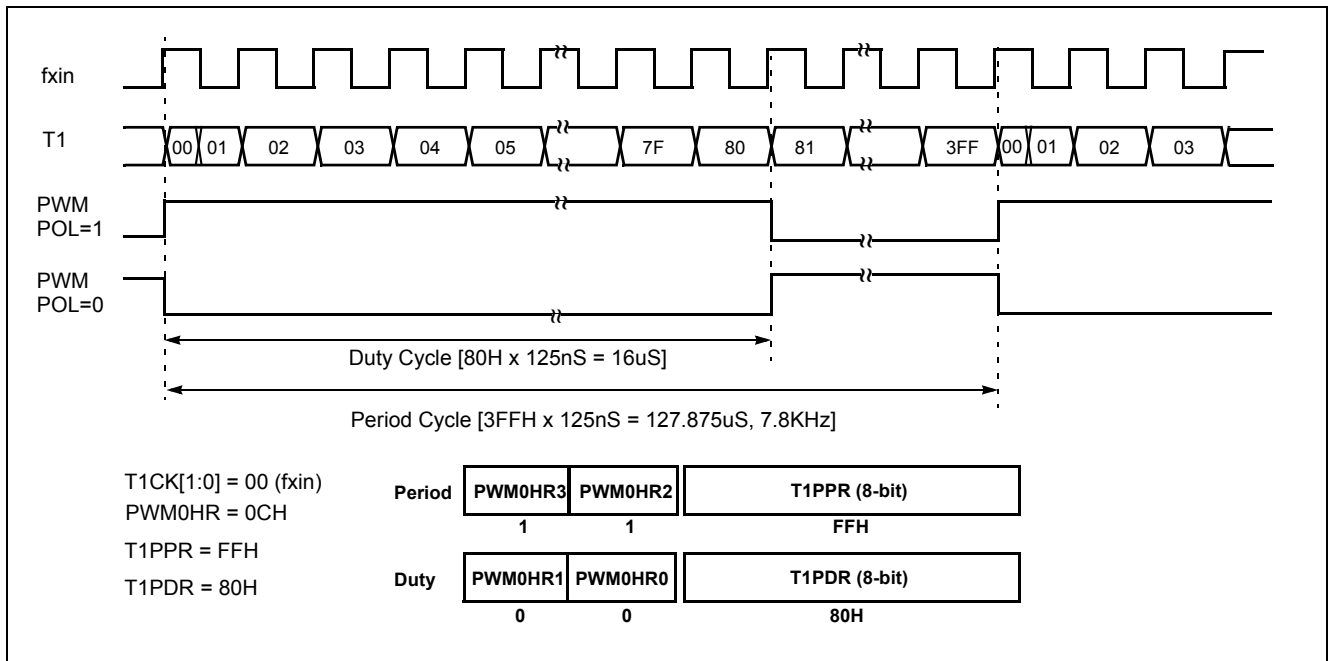 fxin
T1
00 01 02 03 04 05 7F 80 81 3FF 00 01 02 03
PWM
POL=1
PWM
POL=0
Duty Cycle [80H x 125nS = 16uS]
Period Cycle [3FFH x 125nS = 127.875uS, 7.8KHz]
T1CK[1:0] = 00 (fxin)
PWM0HR = 0CH
T1PPR = FFH
T1PDR = 80H
Period PWM0HR3 PWM0HR2 T1PPR (8-bit)
1 1 FFH
Duty PWM0HR1 PWM0HR0 T1PDR (8-bit)
0 0 80H